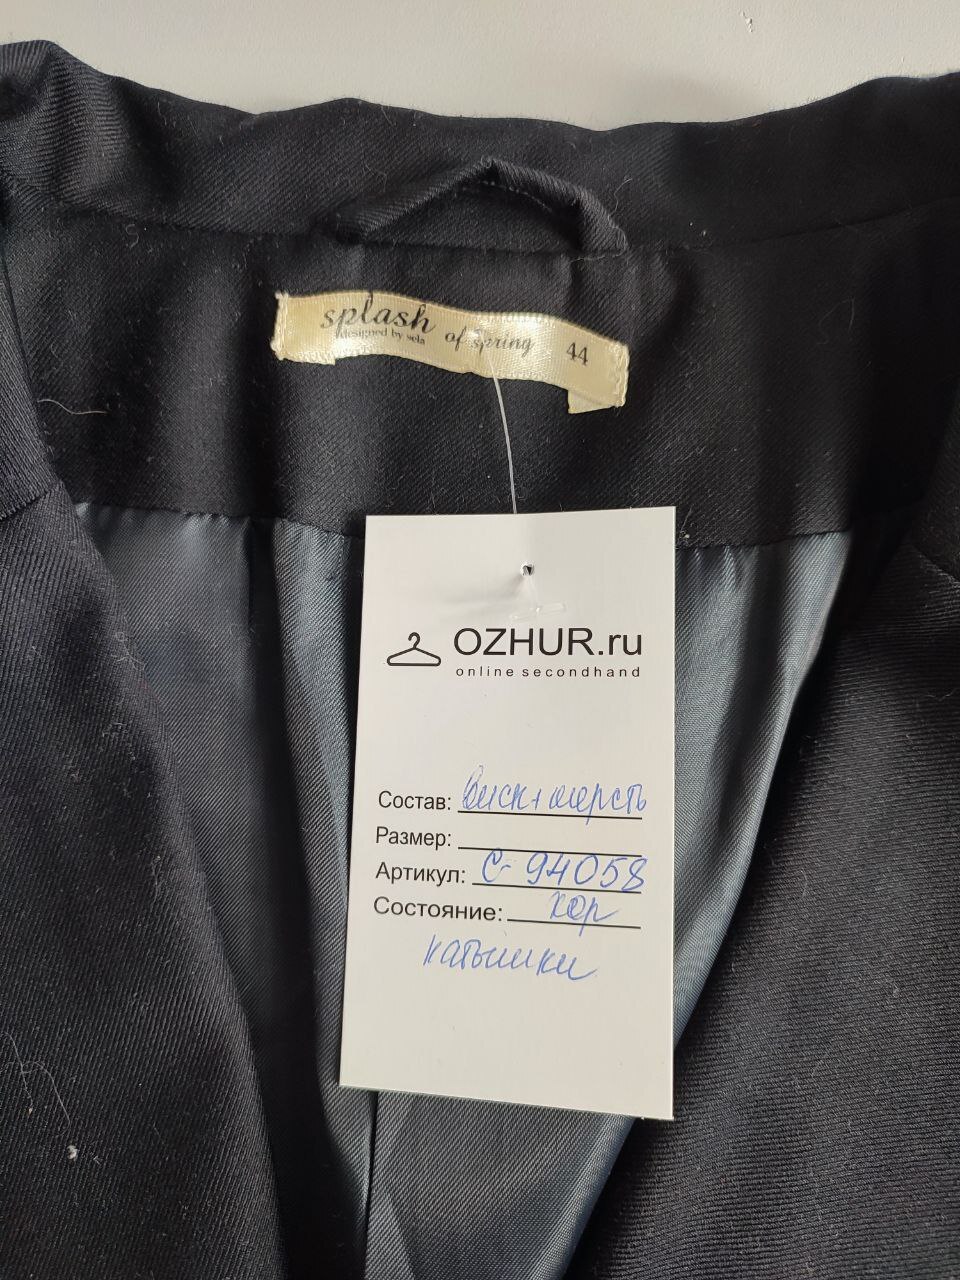 splash of Spring 44
designed by sela
OZHUR.ru
online secondhand
Состав: Виск+шерсть
Размер:
Артикул: С-94058
Состояние: хор
катышки